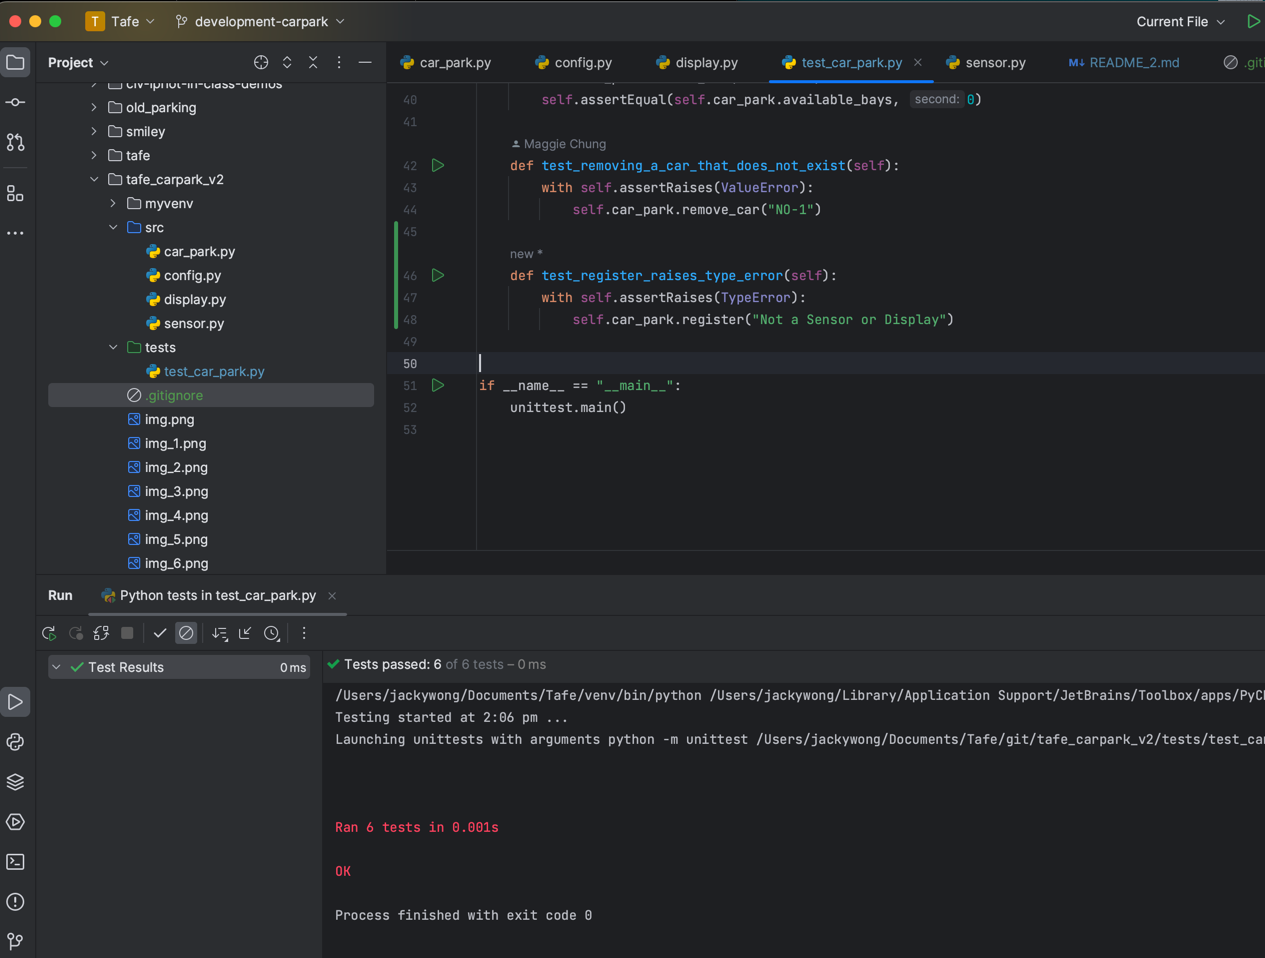 T Tafe development-carpark Current File
Project
car_park.py config.py display.py test_car_park.py sensor.py M↓ README_2.md .giti
civ-iphot-in-class-demos
old_parking
smiley
tafe
tafe_carpark_v2
myvenv
src
car_park.py
config.py
display.py
sensor.py
tests
test_car_park.py
.gitignore
img.png
img_1.png
img_2.png
img_3.png
img_4.png
img_5.png
img_6.png
40 self.assertEqual(self.car_park.available_bays, second: 0)
41
Maggie Chung
42 def test_removing_a_car_that_does_not_exist(self):
43 with self.assertRaises(ValueError):
44 self.car_park.remove_car("NO-1")
45
new *
46 def test_register_raises_type_error(self):
47 with self.assertRaises(TypeError):
48 self.car_park.register("Not a Sensor or Display")
49
50
51 if __name__ == "__main__":
52 unittest.main()
53
Run Python tests in test_car_park.py
Test Results 0 ms
Tests passed: 6 of 6 tests – 0 ms
/Users/jackywong/Documents/Tafe/venv/bin/python /Users/jackywong/Library/Application Support/JetBrains/Toolbox/apps/PyCh
Testing started at 2:06 pm ...
Launching unittests with arguments python -m unittest /Users/jackywong/Documents/Tafe/git/tafe_carpark_v2/tests/test_car
Ran 6 tests in 0.001s
OK
Process finished with exit code 0